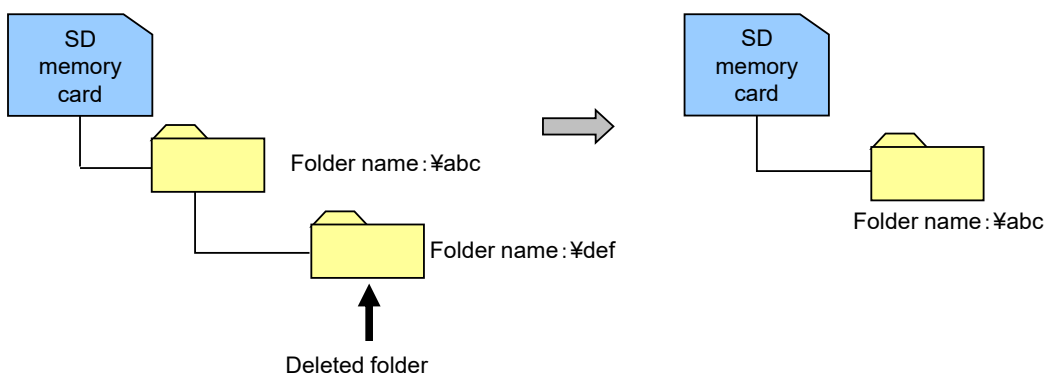 SD
memory
card
Folder name：¥abc
Folder name：¥def
Deleted folder
SD
memory
card
Folder name：¥abc